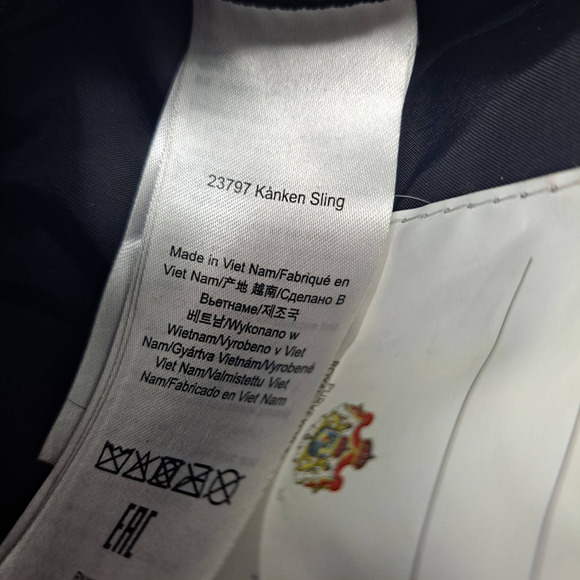 23797 Kånken Sling
Made in Viet Nam/Fabriqué en
Viet Nam/产地 越南/Сделано В
Вьетнаме/제조국
베트남/Wykonano w
Wietnam/Vyrobeno v Viet
Nam/Gyártva Vietnám/Vyrobené
Viet Nam/Valmistettu Viet
Nam/Fabricado en Viet Nam
EAC